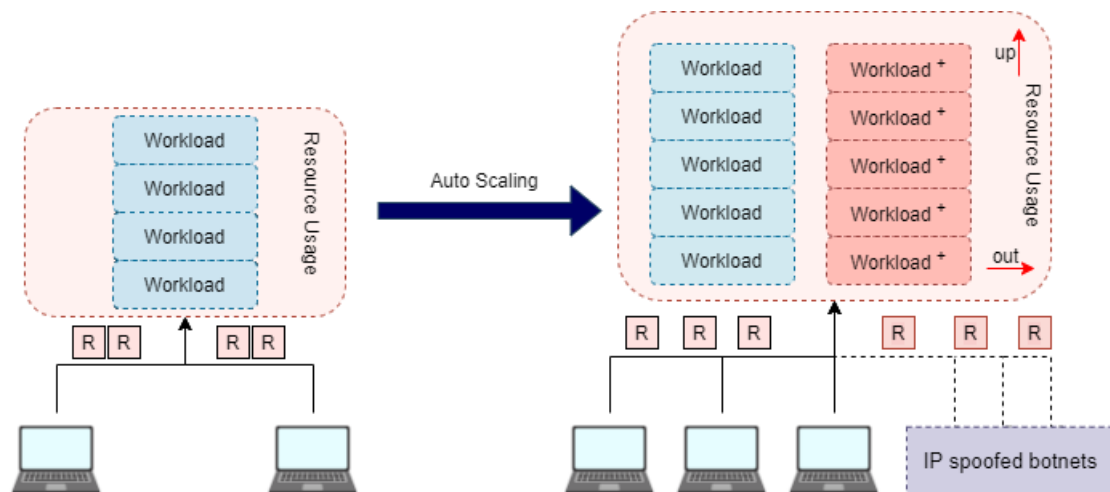 Workload
Workload
Workload
Workload
Resource Usage
R R R R
Auto Scaling
Workload Workload +
Workload Workload +
Workload Workload +
Workload Workload +
Workload Workload +
up
Resource Usage
out
R R R R R R
IP spoofed botnets